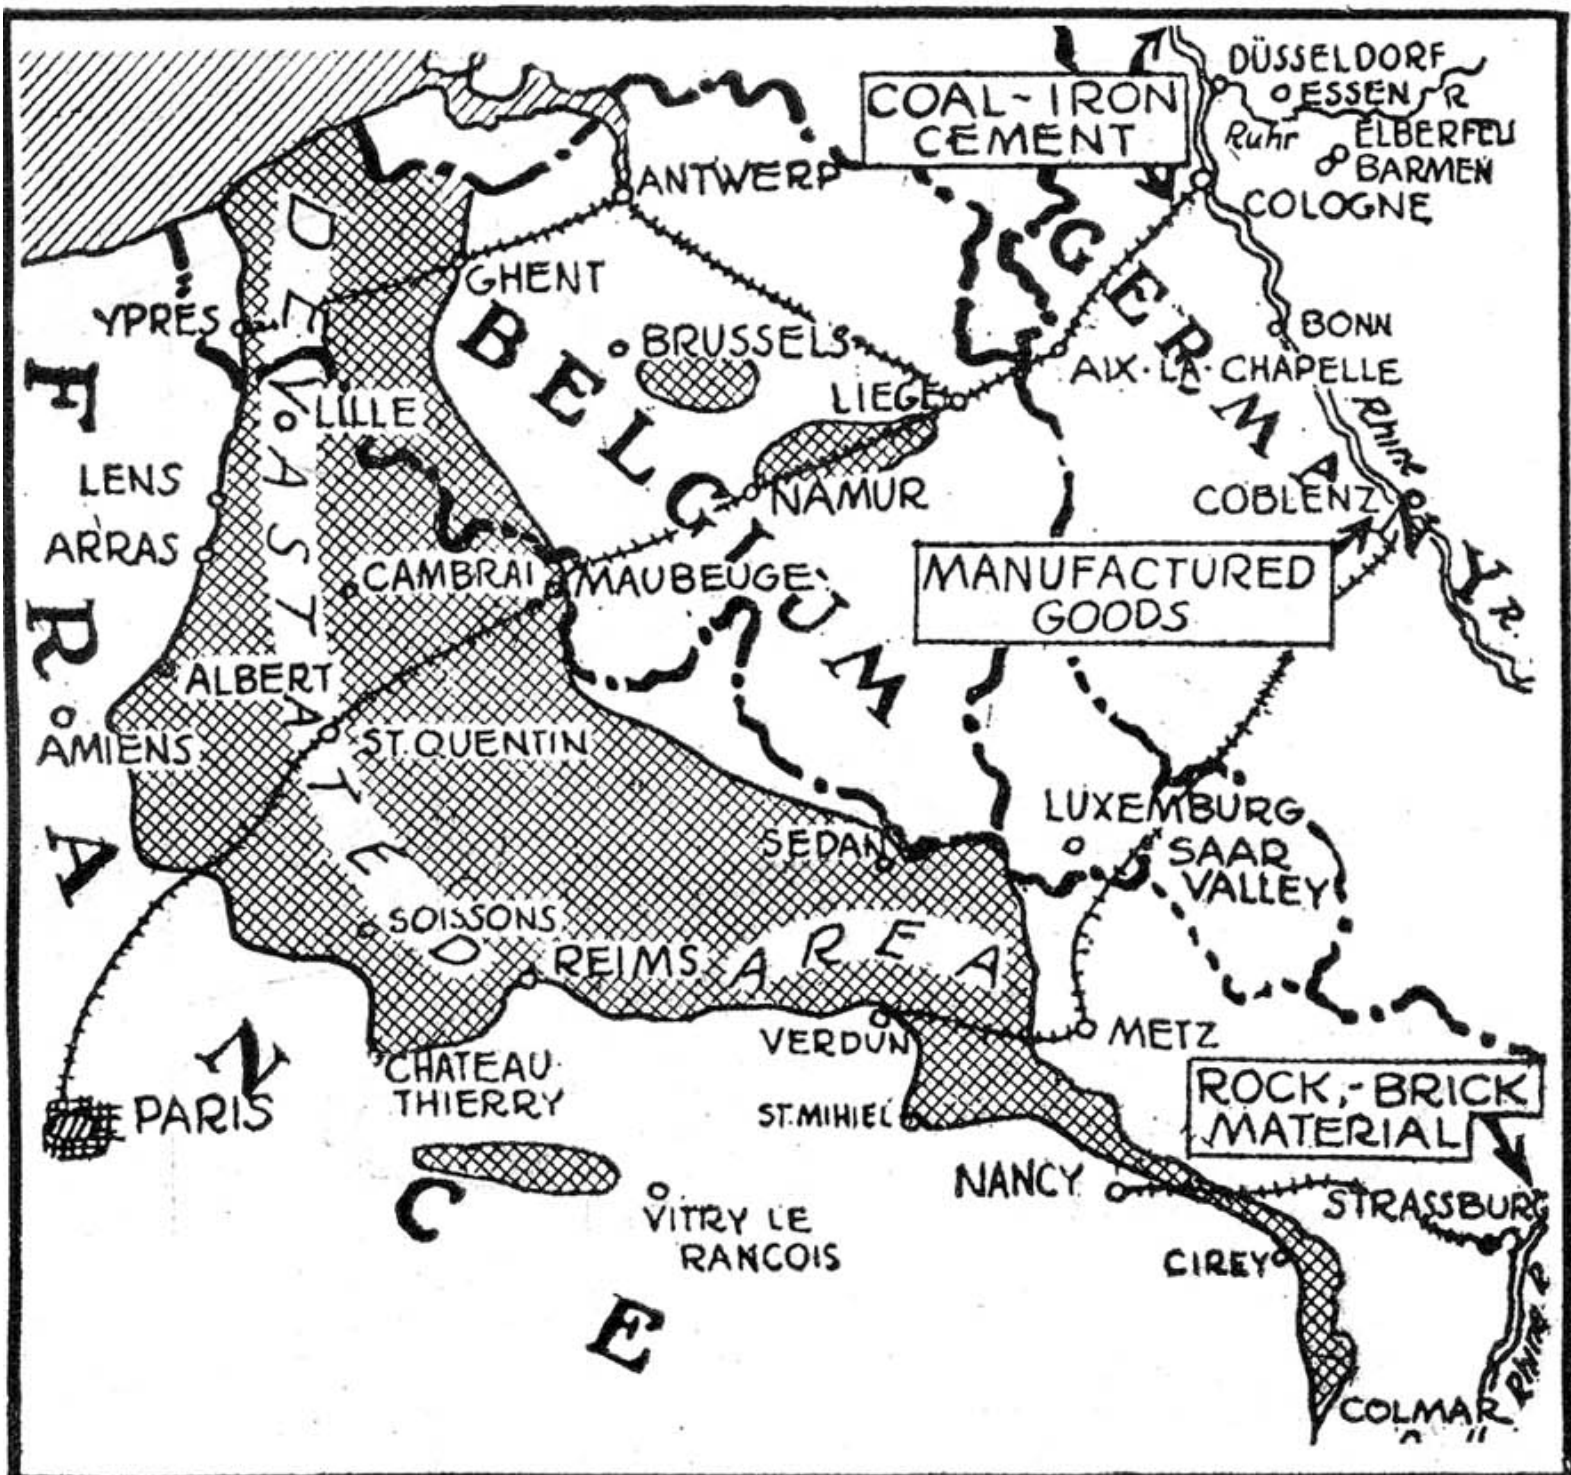 DÜSSELDORF
ESSEN R
COAL-IRON
CEMENT
Ruhr
BARMEN
ANTWERP
COLOGNE
GERMANY
GHENT
YPRES
BRUSSELS
BONN
BELGIUM
AIX-LA-CHAPELLE
LIEGE
FRANCE
DEVASTATED AREA
LILLE
Rhine
R.
LENS
NAMUR
COBLENZ
ARRAS
CAMBRAI
MAUBEUGE
MANUFACTURED
GOODS
ALBERT
AMIENS
ST. QUENTIN
LUXEMBURG
SEDAN
SAAR
VALLEY
SOISSONS
REIMS
VERDUN
METZ
CHATEAU-
THIERRY
PARIS
ST. MIHIEL
ROCK,-BRICK
MATERIAL
NANCY
STRASSBURG
VITRY LE
RANCOIS
CIREY
Rhine R
COLMAR